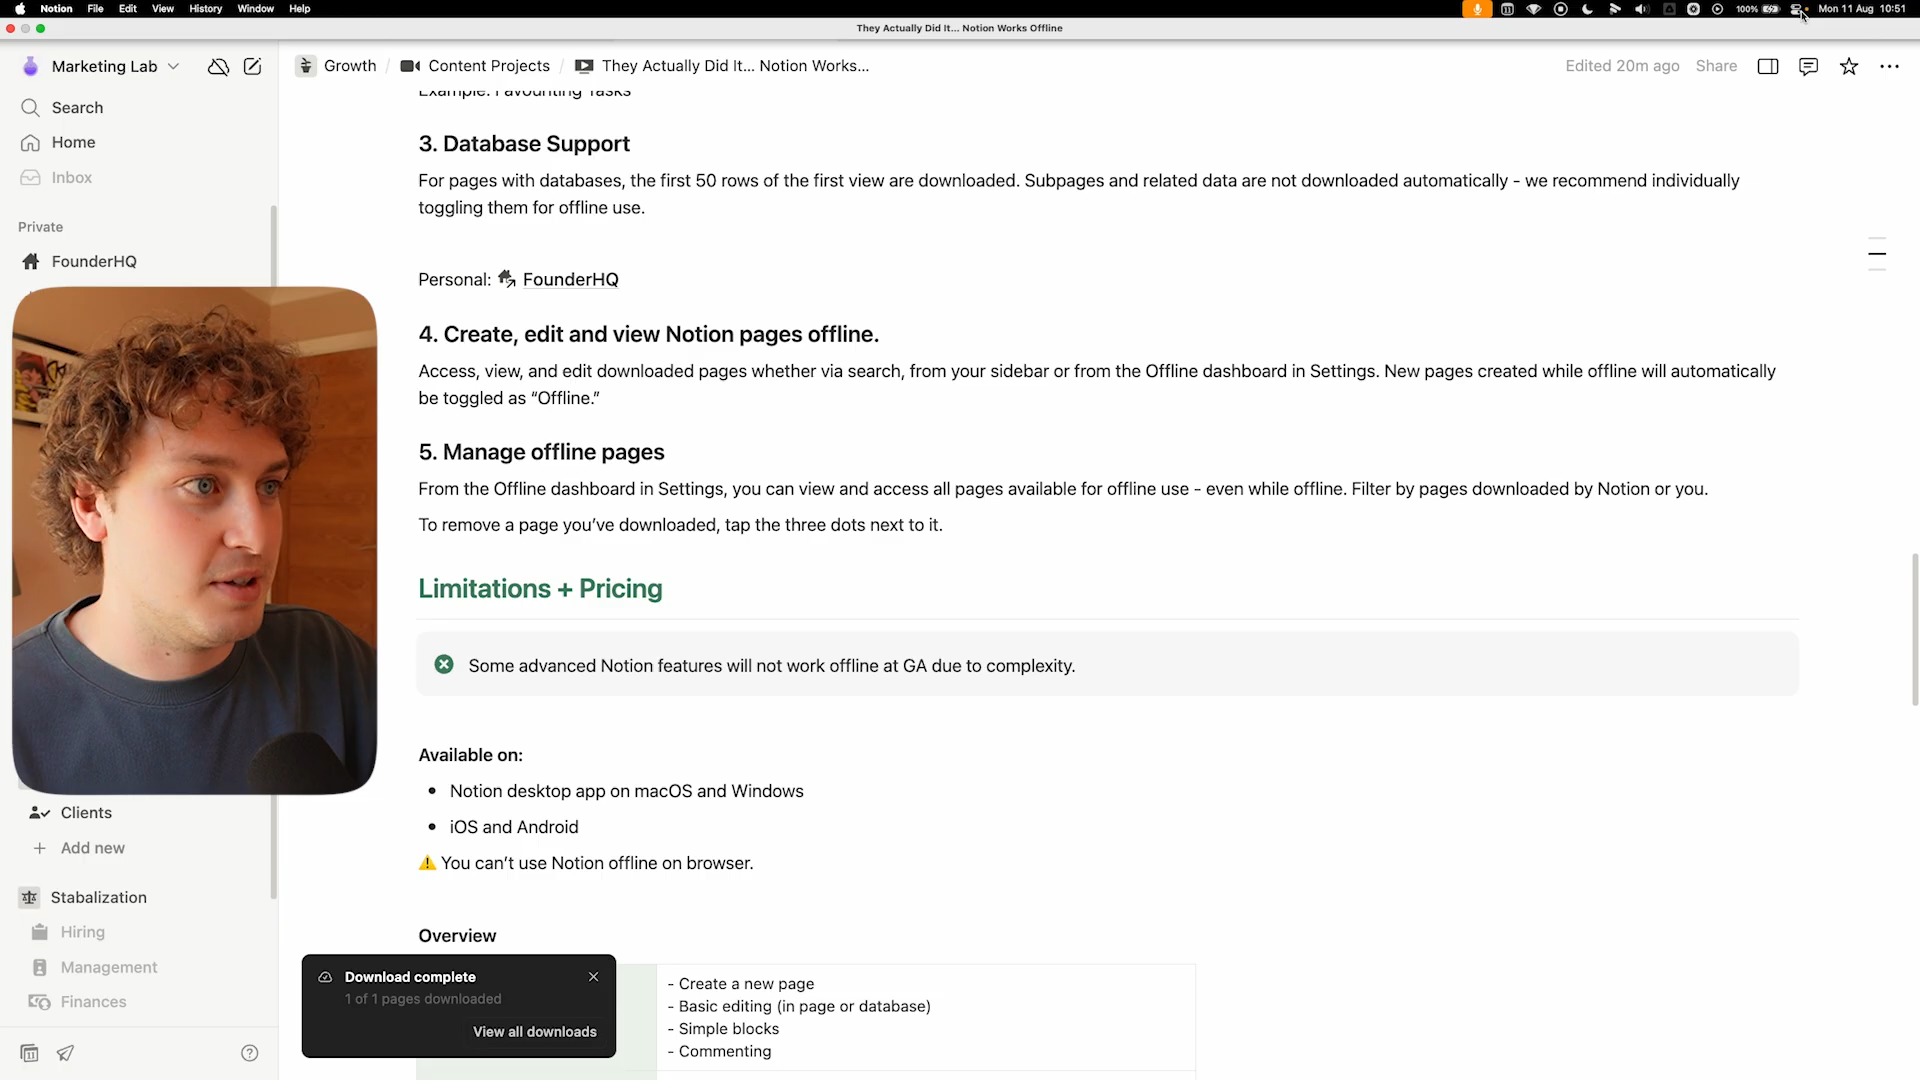 Notion File Edit View History Window Help
100% Mon 11 Aug 10:51
They Actually Did It... Notion Works Offline
Marketing Lab
Growth / Content Projects / They Actually Did It... Notion Works...
Edited 20m ago Share
Search
Home
Inbox
Private
FounderHQ
Clients
Add new
Stabalization
Hiring
Management
Finances
Example: Favouriting Tasks
3. Database Support
For pages with databases, the first 50 rows of the first view are downloaded. Subpages and related data are not downloaded automatically - we recommend individually
toggling them for offline use.
Personal: FounderHQ
4. Create, edit and view Notion pages offline.
Access, view, and edit downloaded pages whether via search, from your sidebar or from the Offline dashboard in Settings. New pages created while offline will automatically
be toggled as “Offline.”
5. Manage offline pages
From the Offline dashboard in Settings, you can view and access all pages available for offline use - even while offline. Filter by pages downloaded by Notion or you.
To remove a page you’ve downloaded, tap the three dots next to it.
Limitations + Pricing
Some advanced Notion features will not work offline at GA due to complexity.
Available on:
• Notion desktop app on macOS and Windows
• iOS and Android
⚠️ You can’t use Notion offline on browser.
Overview
- Create a new page
- Basic editing (in page or database)
- Simple blocks
- Commenting
Download complete
1 of 1 pages downloaded
View all downloads